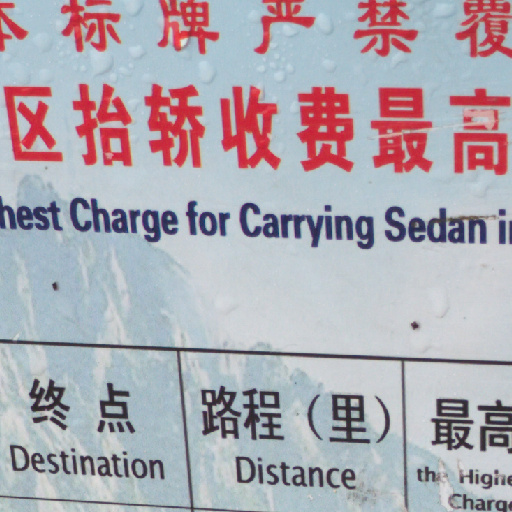 本标牌严禁覆
区抬轿收费最高
hest Charge for Carrying Sedan in
终点 路程（里） 最高
Destination Distance the Highe
Charge